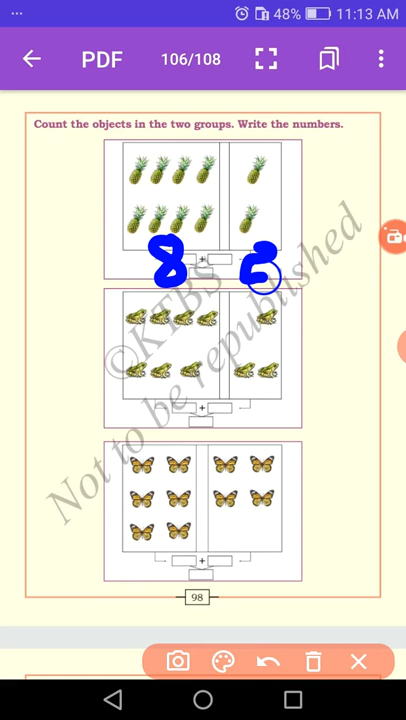 48% 11:13 AM
PDF 106/108
Count the objects in the two groups. Write the numbers.
+
8
+
+
98
©KTBS
Not to be republished